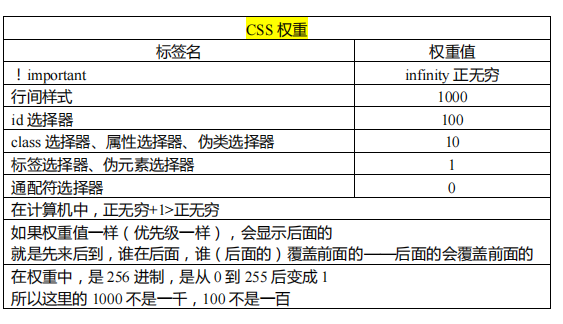 CSS 权重
标签名 权重值
！important infinity 正无穷
行间样式 1000
id 选择器 100
class 选择器、属性选择器、伪类选择器 10
标签选择器、伪元素选择器 1
通配符选择器 0
在计算机中，正无穷+1>正无穷
如果权重值一样（优先级一样），会显示后面的
就是先来后到，谁在后面，谁（后面的）覆盖前面的——后面的会覆盖前面的
在权重中，是 256 进制，是从 0 到 255 后变成 1
所以这里的 1000 不是一千，100 不是一百